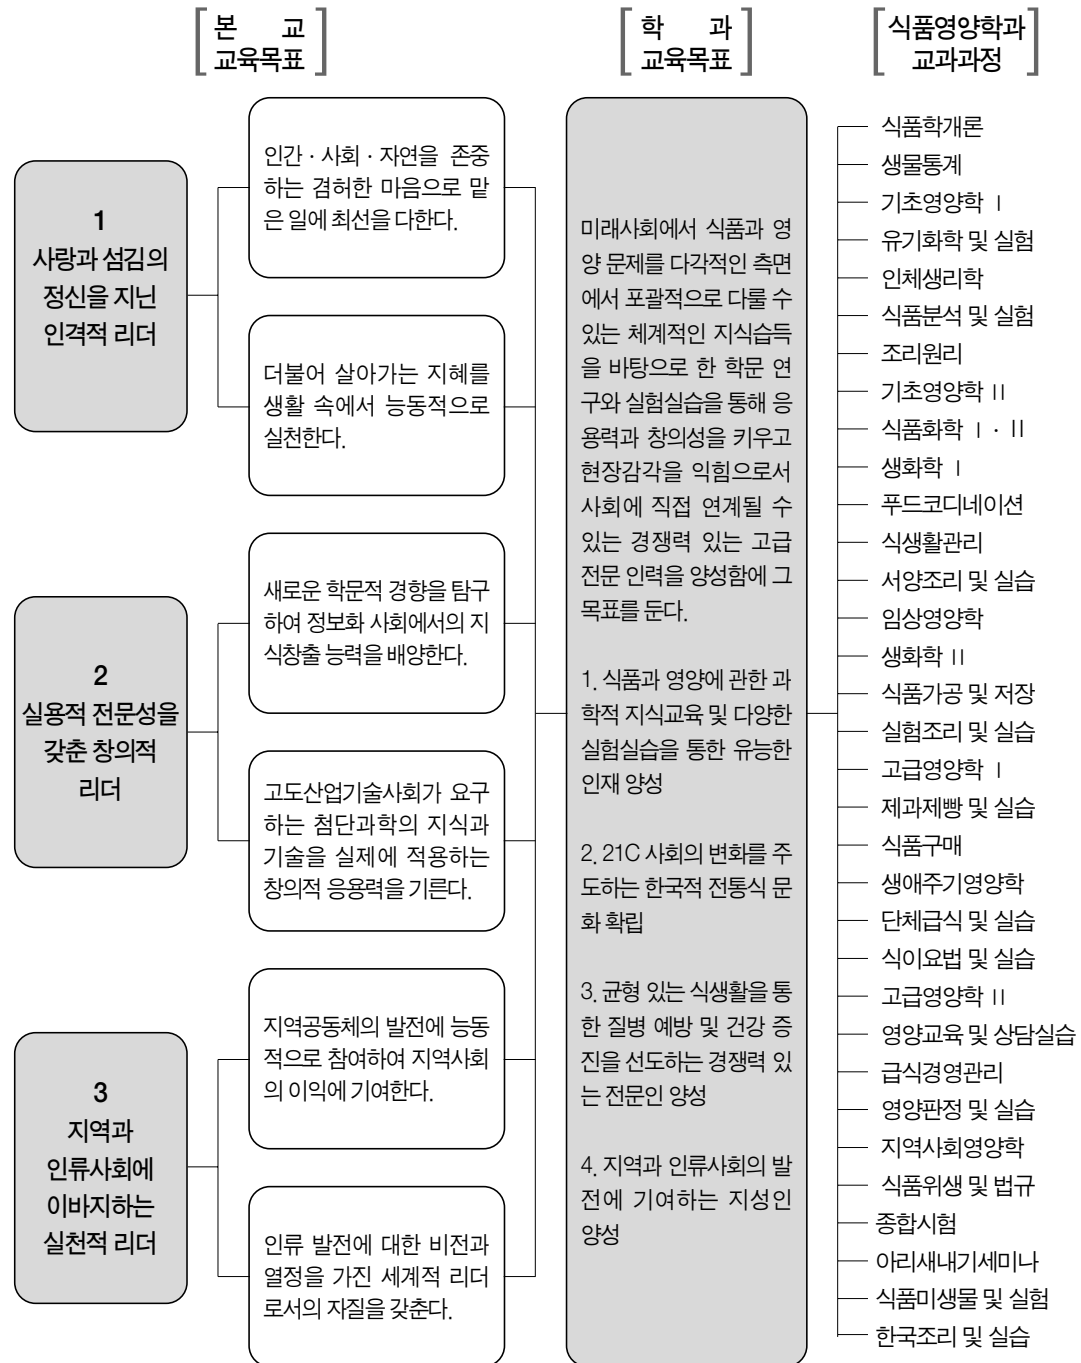 본 교
교육목표
학 과
교육목표
식품영양학과
교과과정
1
사랑과 섬김의
정신을 지닌
인격적 리더
인간 · 사회 · 자연을 존중
하는 겸허한 마음으로 맡
은 일에 최선을 다한다.
더불어 살아가는 지혜를
생활 속에서 능동적으로
실천한다.
2
실용적 전문성을
갖춘 창의적
리더
새로운 학문적 경향을 탐구
하여 정보화 사회에서의 지
식창출 능력을 배양한다.
고도산업기술사회가 요구
하는 첨단과학의 지식과
기술을 실제에 적용하는
창의적 응용력을 기른다.
3
지역과
인류사회에
이바지하는
실천적 리더
지역공동체의 발전에 능동
적으로 참여하여 지역사회
의 이익에 기여한다.
인류 발전에 대한 비전과
열정을 가진 세계적 리더
로서의 자질을 갖춘다.
미래사회에서 식품과 영
양 문제를 다각적인 측면
에서 포괄적으로 다룰 수
있는 체계적인 지식습득
을 바탕으로 한 학문 연
구와 실험실습을 통해 응
용력과 창의성을 키우고
현장감각을 익힘으로서
사회에 직접 연계될 수
있는 경쟁력 있는 고급
전문 인력을 양성함에 그
목표를 둔다.
1. 식품과 영양에 관한 과
학적 지식교육 및 다양한
실험실습을 통한 유능한
인재 양성
2. 21C 사회의 변화를 주
도하는 한국적 전통식 문
화 확립
3. 균형 있는 식생활을 통
한 질병 예방 및 건강 증
진을 선도하는 경쟁력 있
는 전문인 양성
4. 지역과 인류사회의 발
전에 기여하는 지성인
양성
식품학개론
생물통계
기초영양학 Ⅰ
유기화학 및 실험
인체생리학
식품분석 및 실험
조리원리
기초영양학 Ⅱ
식품화학 Ⅰ · Ⅱ
생화학 Ⅰ
푸드코디네이션
식생활관리
서양조리 및 실습
임상영양학
생화학 Ⅱ
식품가공 및 저장
실험조리 및 실습
고급영양학 Ⅰ
제과제빵 및 실습
식품구매
생애주기영양학
단체급식 및 실습
식이요법 및 실습
고급영양학 Ⅱ
영양교육 및 상담실습
급식경영관리
영양판정 및 실습
지역사회영양학
식품위생 및 법규
종합시험
아리새내기세미나
식품미생물 및 실험
한국조리 및 실습